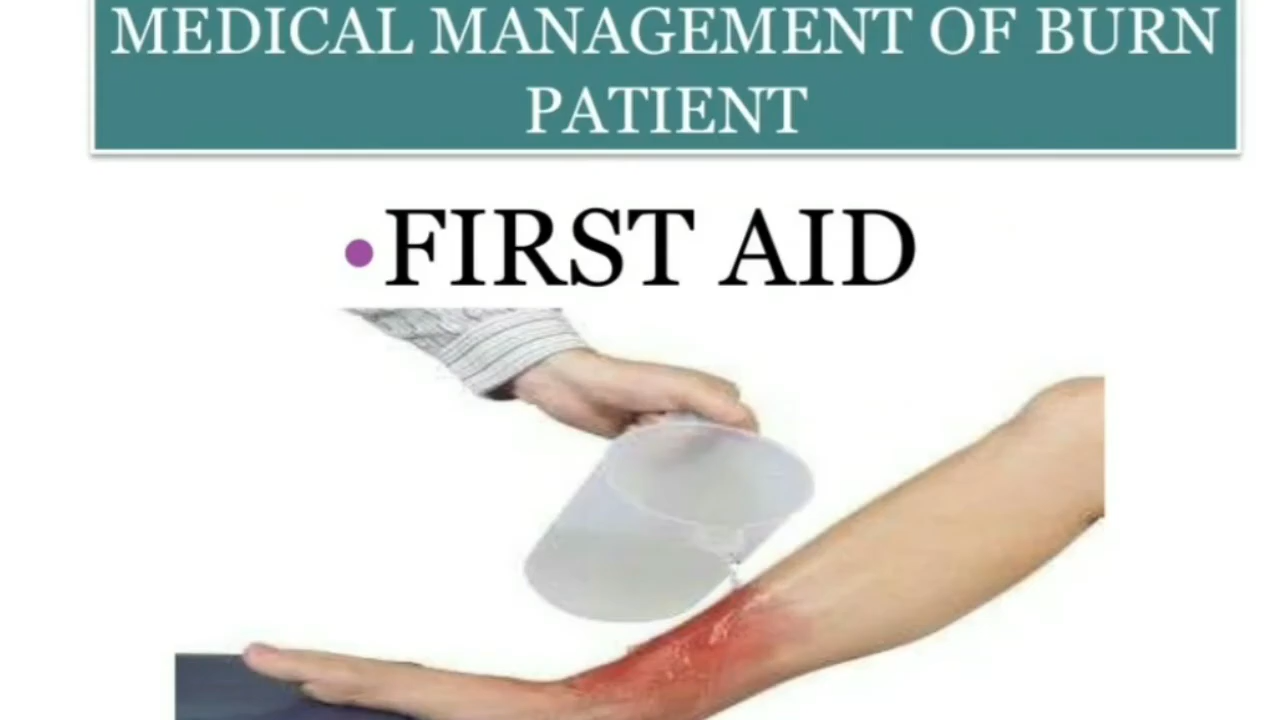 MEDICAL MANAGEMENT OF BURN
PATIENT
•FIRST AID